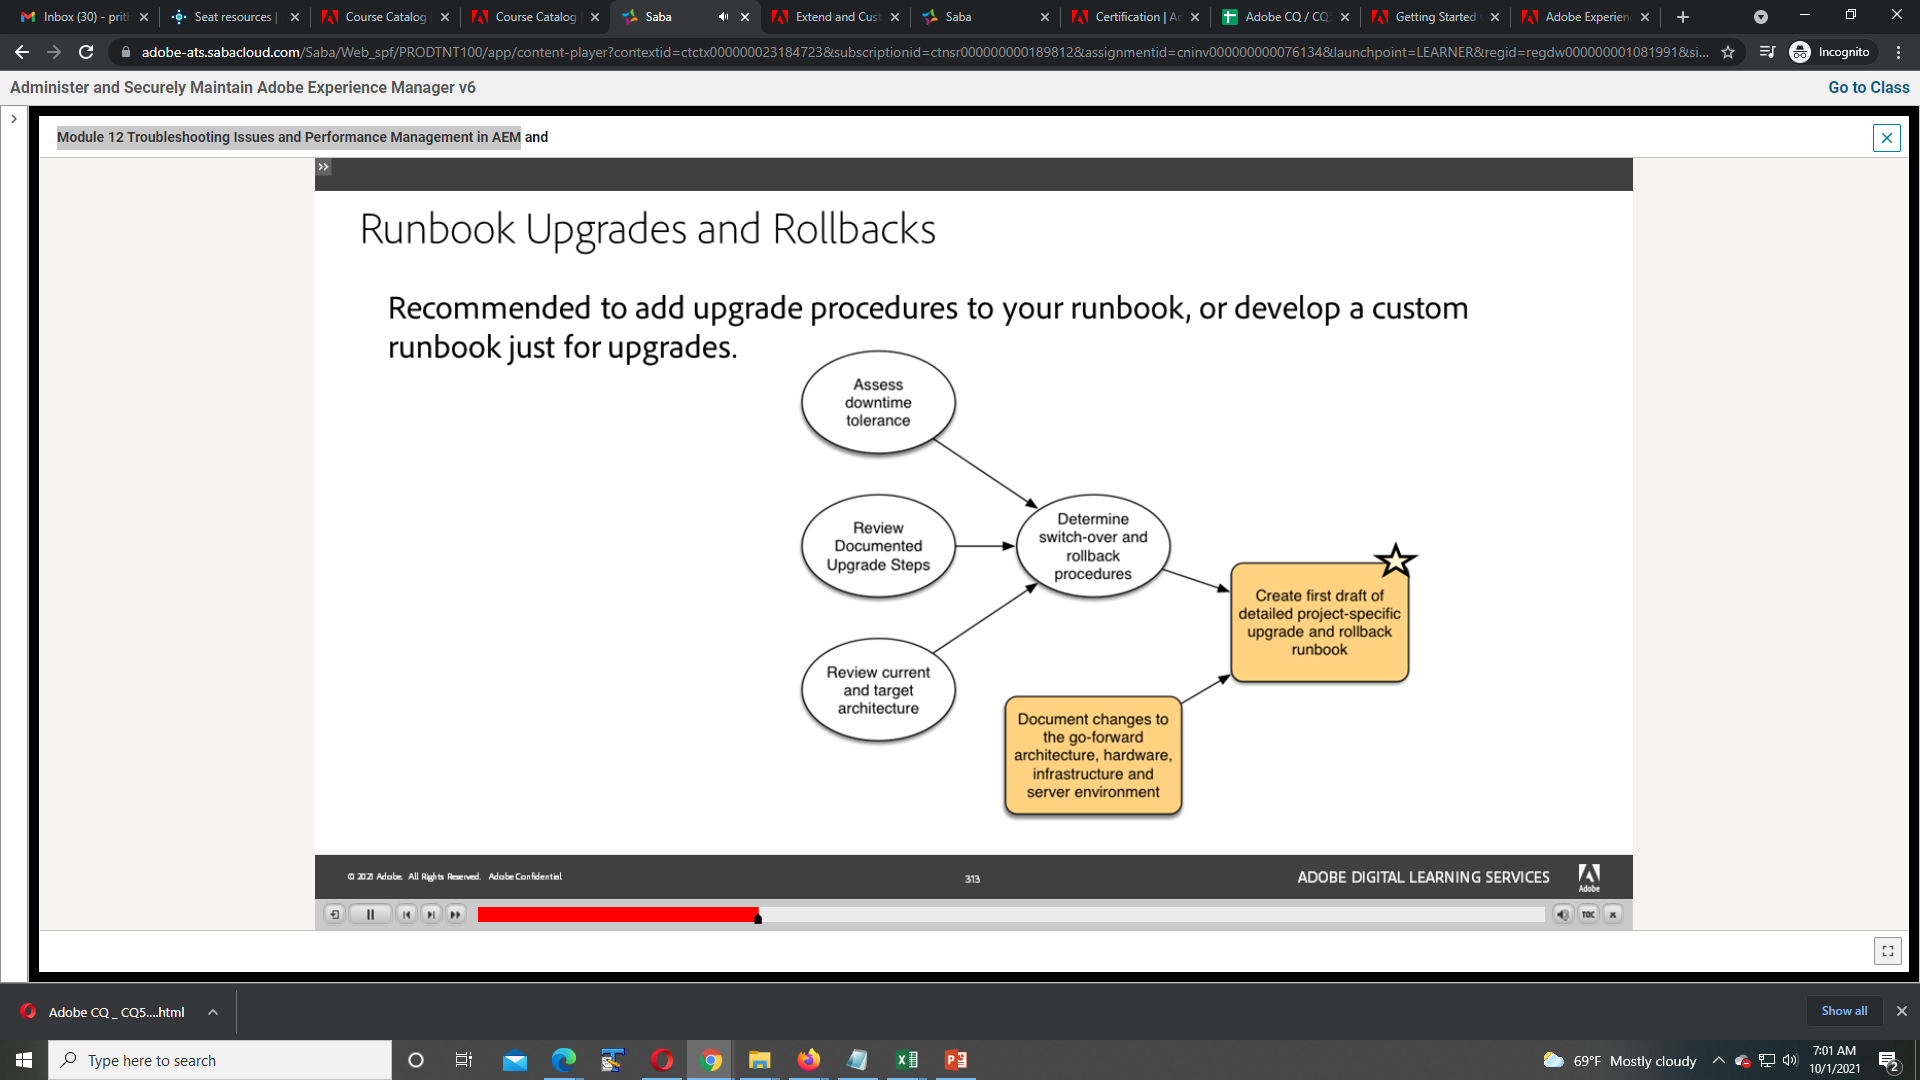 Inbox (30) - prith
Seat resources |
Course Catalog
Course Catalog
Saba
Extend and Cust
Saba
Certification | Ad
Adobe CQ / CQ5
Getting Started
Adobe Experien
adobe-ats.sabacloud.com/Saba/Web_spf/PRODTNT100/app/content-player?contextid=ctctx000000023184723&subscriptionid=ctnsr0000000000189812&assignmentid=cninv000000000076134&launchpoint=LEARNER&regid=regdw000000001081991&si...
Incognito
Administer and Securely Maintain Adobe Experience Manager v6
Go to Class
Module 12 Troubleshooting Issues and Performance Management in AEM and
Runbook Upgrades and Rollbacks
Recommended to add upgrade procedures to your runbook, or develop a custom
runbook just for upgrades.
Assess
downtime
tolerance
Review
Documented
Upgrade Steps
Determine
switch-over and
rollback
procedures
Create first draft of
detailed project-specific
upgrade and rollback
runbook
Review current
and target
architecture
Document changes to
the go-forward
architecture, hardware,
infrastructure and
server environment
© 2021 Adobe. All Rights Reserved. Adobe Confidential
313
ADOBE DIGITAL LEARNING SERVICES
Adobe
TOC
Adobe CQ _ CQ5....html
Show all
Type here to search
69°F Mostly cloudy
7:01 AM
10/1/2021
2